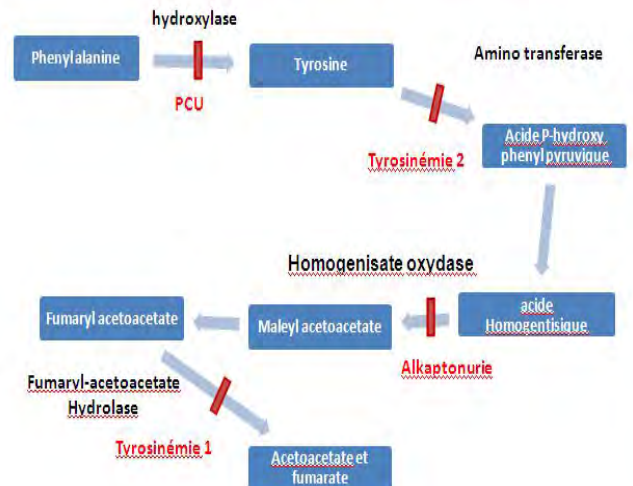 hydroxylase
Phenyl alanine
Tyrosine
Amino transferase
PCU
Tyrosinémie 2
Acide P-hydroxy
phenyl pyruvique
Homogenisate oxydase
Fumaryl acetoacetate
Maleyl acetoacetate
acide
Homogentisique
Alkaptonurie
Fumaryl-acetoacetate
Hydrolase
Tyrosinémie 1
Acetoacetate et
fumarate